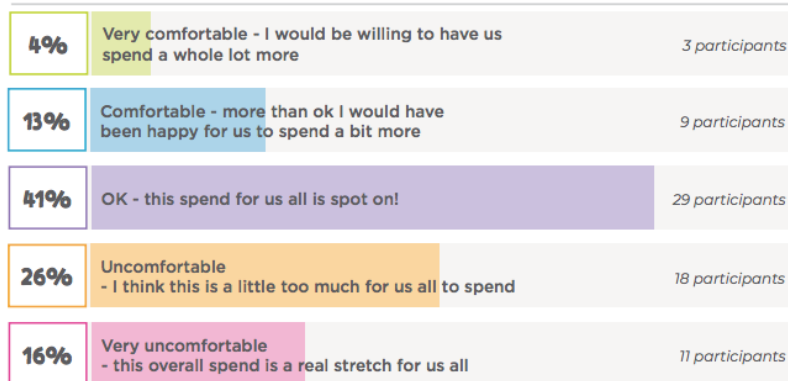 4%
Very comfortable - I would be willing to have us
spend a whole lot more
3 participants
13%
Comfortable - more than ok I would have
been happy for us to spend a bit more
9 participants
41%
OK - this spend for us all is spot on!
29 participants
26%
Uncomfortable
- I think this is a little too much for us all to spend
18 participants
16%
Very uncomfortable
- this overall spend is a real stretch for us all
11 participants